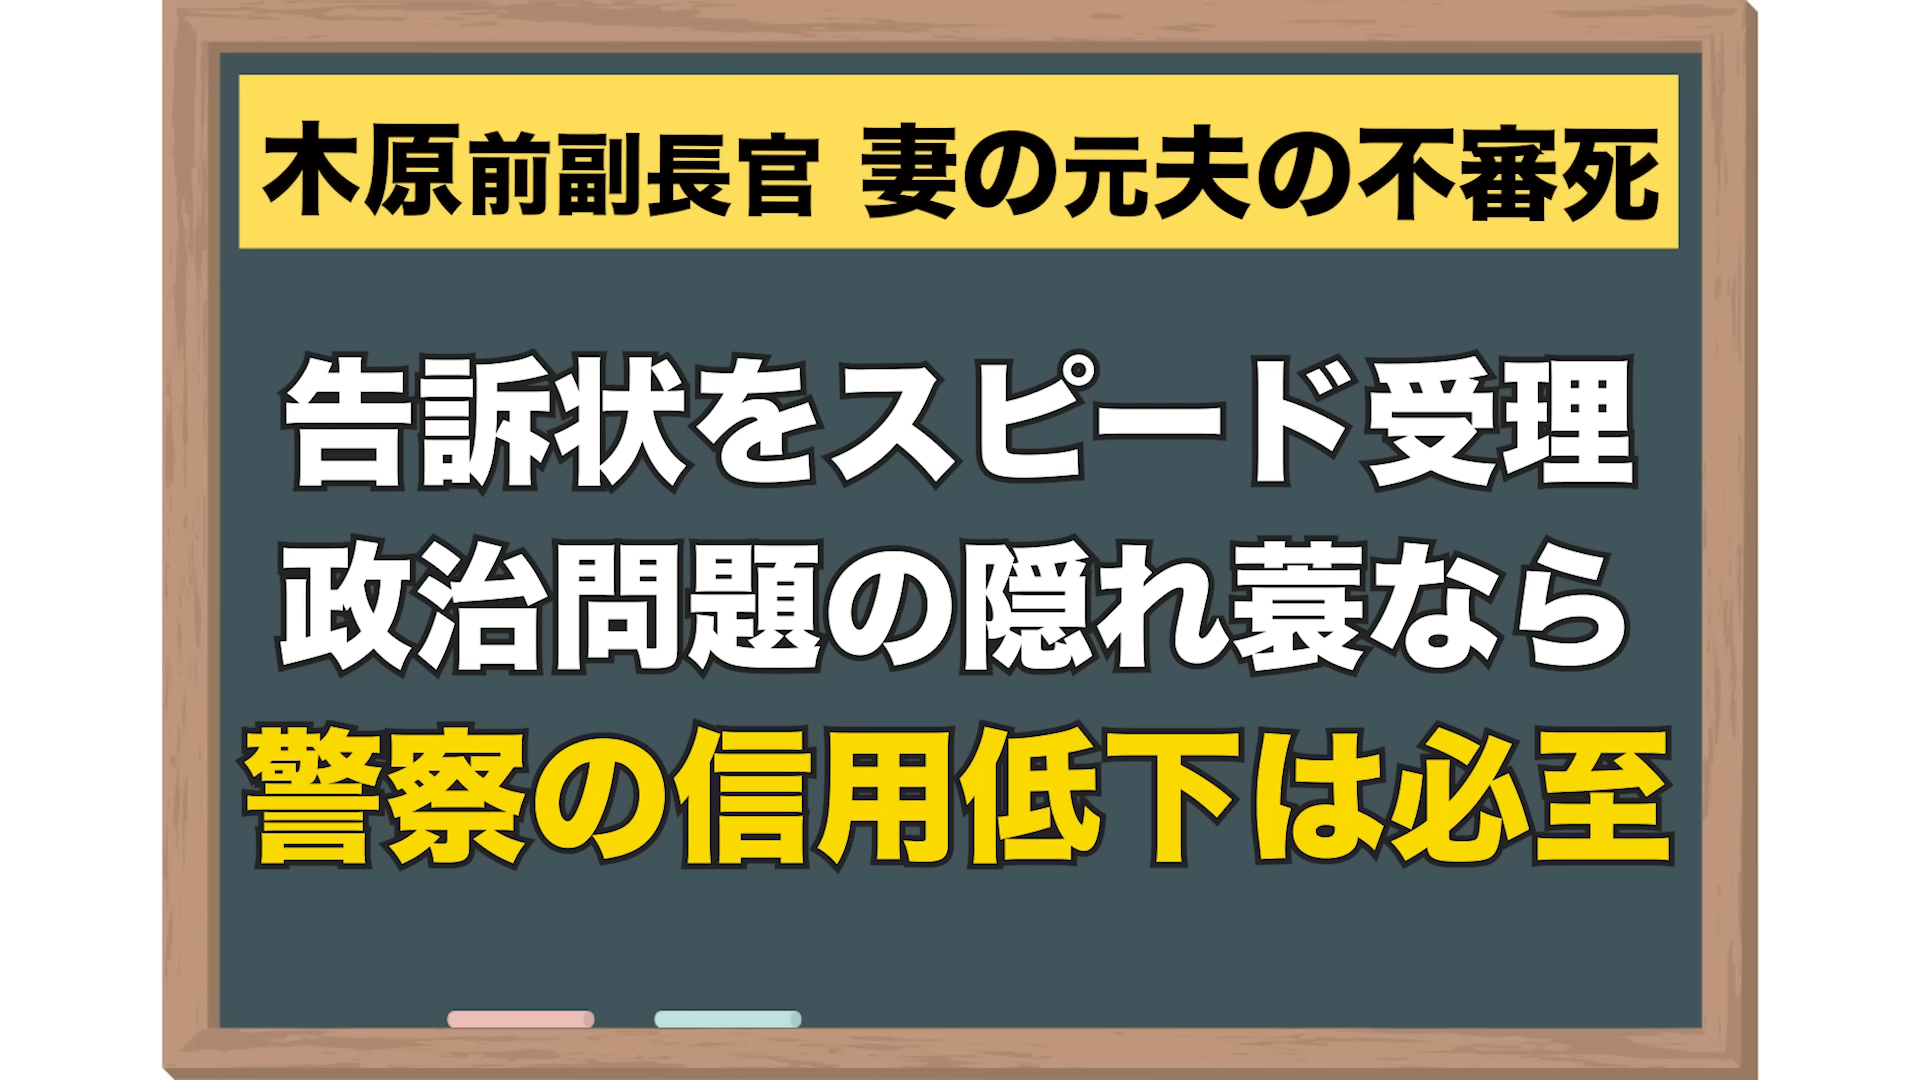 木原前副長官 妻の元夫の不審死
告訴状をスピード受理
政治問題の隠れ蓑なら
警察の信用低下は必至